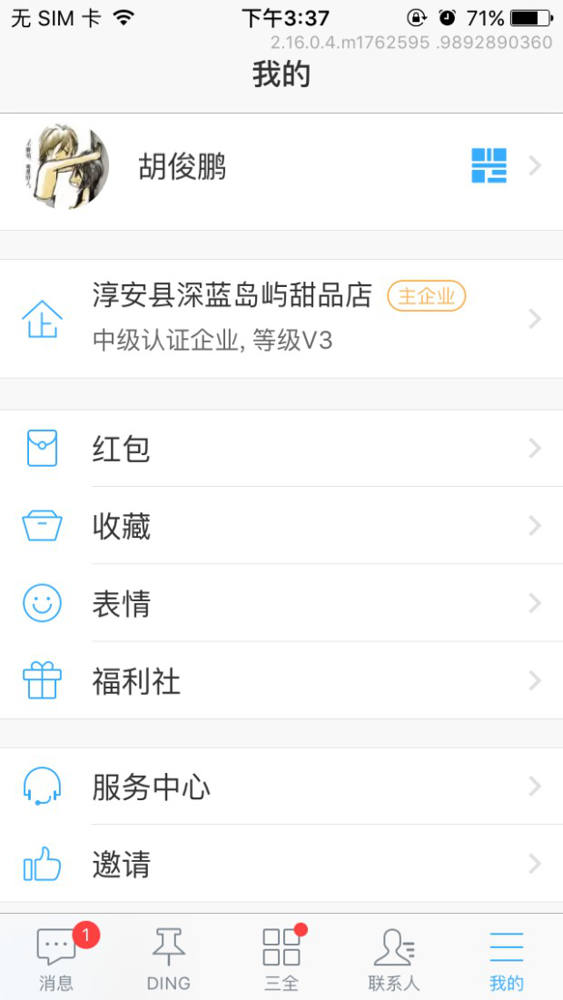 无 SIM 卡 下午3:37 71%
2.16.0.4.m1762595 .9892890360
我的
胡俊鹏
淳安县深蓝岛屿甜品店 主企业
中级认证企业, 等级V3
红包
收藏
表情
福利社
服务中心
邀请
1
消息 DING 三全 联系人 我的